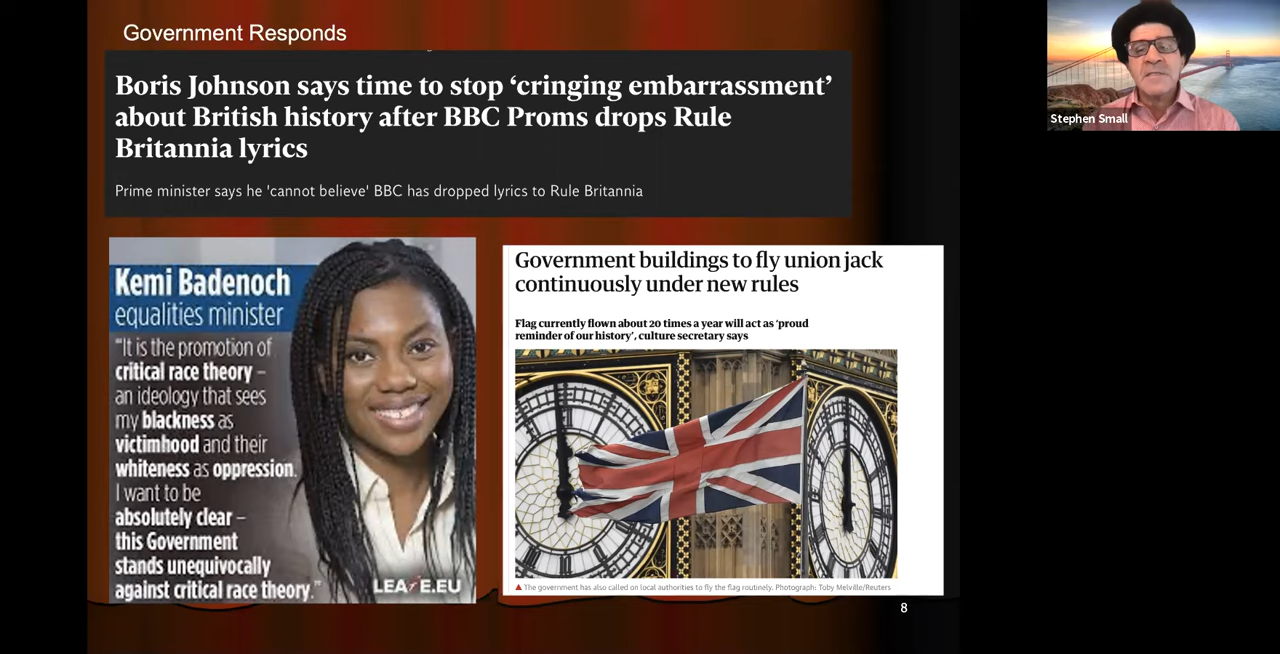 Government Responds
Boris Johnson says time to stop ‘cringing embarrassment’
about British history after BBC Proms drops Rule
Britannia lyrics
Prime minister says he 'cannot believe' BBC has dropped lyrics to Rule Britannia
Kemi Badenoch
equalities minister
“It is the promotion of
critical race theory –
an ideology that sees
my blackness as
victimhood and their
whiteness as oppression.
I want to be
absolutely clear –
this Government
stands unequivocally
against critical race theory.”
LEAVE.EU
Government buildings to fly union jack
continuously under new rules
Flag currently flown about 20 times a year will act as ‘proud
reminder of our history’, culture secretary says
▲ The government has also called on local authorities to fly the flag routinely. Photograph: Toby Melville/Reuters
8
Stephen Small